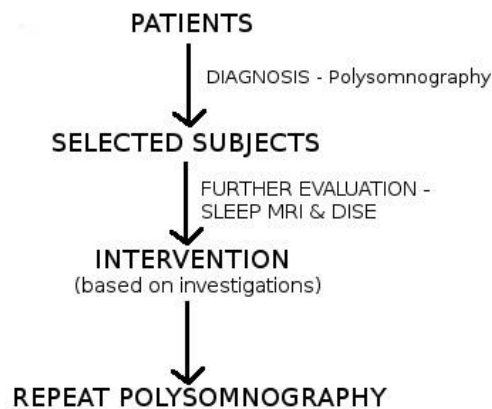 PATIENTS
DIAGNOSIS - Polysomnography
SELECTED SUBJECTS
FURTHER EVALUATION -
SLEEP MRI & DISE
INTERVENTION
(based on investigations)
REPEAT POLYSOMNOGRAPHY